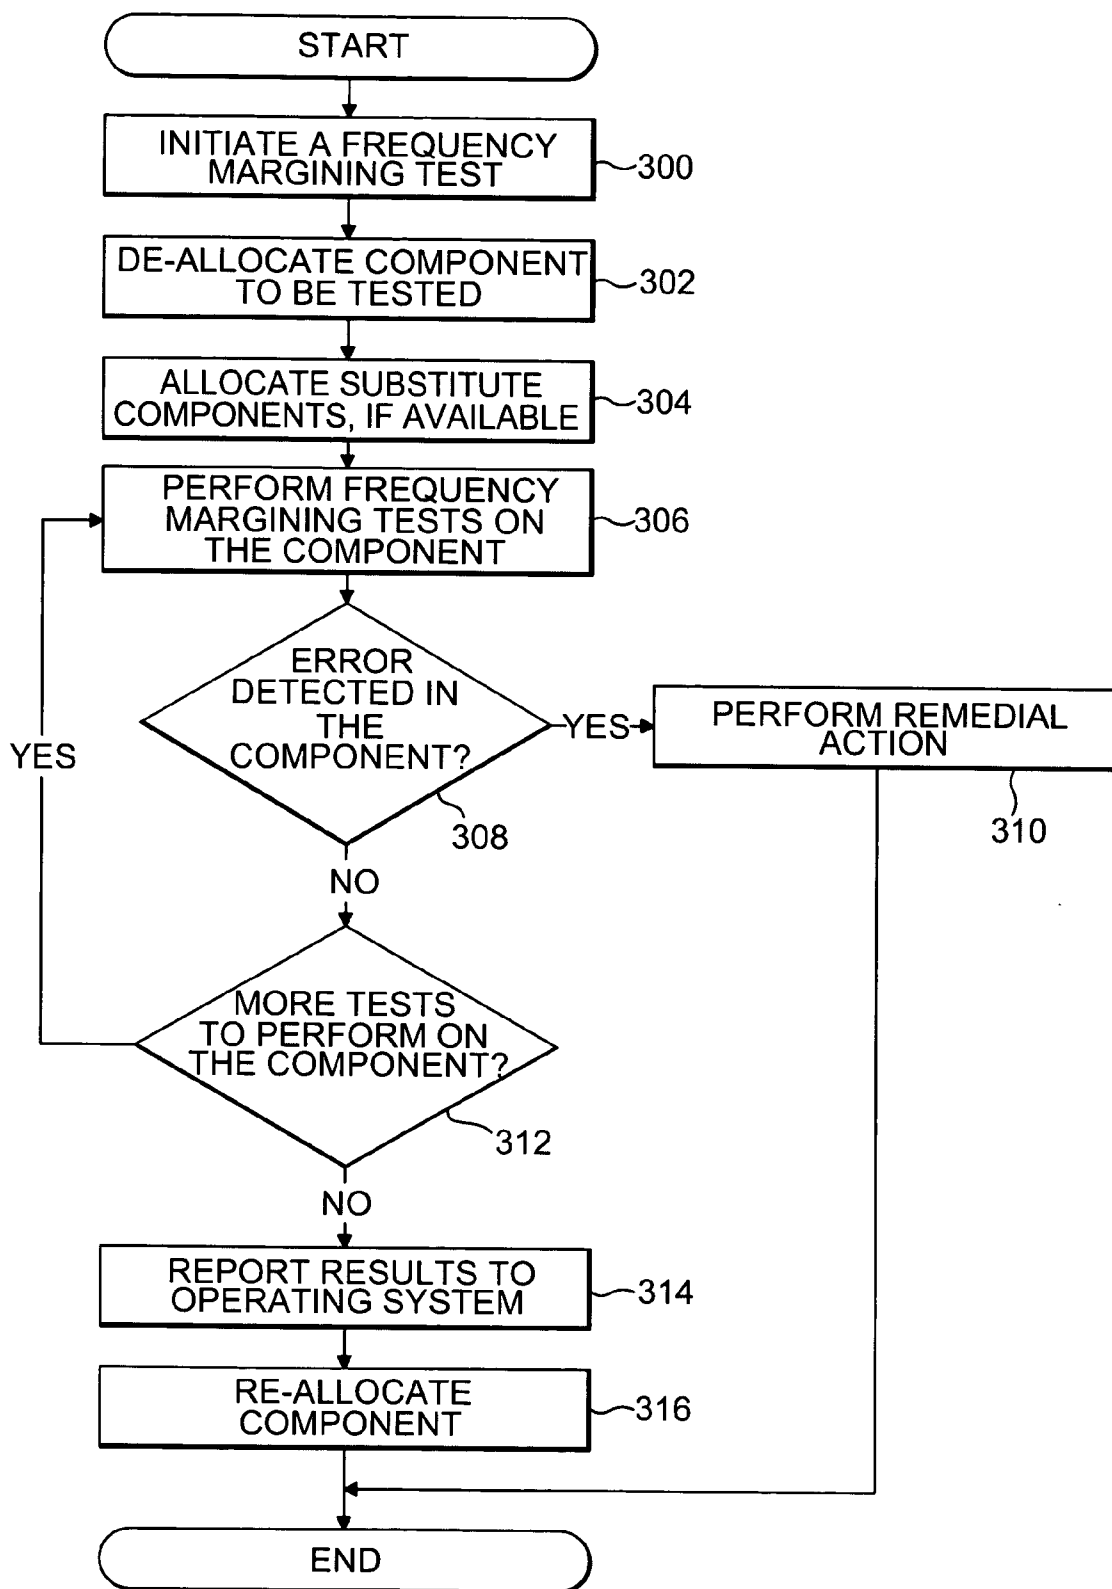 START
INITIATE A FREQUENCY
MARGINING TEST
300
DE-ALLOCATE COMPONENT
TO BE TESTED
302
ALLOCATE SUBSTITUTE
COMPONENTS, IF AVAILABLE
304
PERFORM FREQUENCY
MARGINING TESTS ON
THE COMPONENT
306
ERROR
DETECTED IN
THE
COMPONENT?
308
YES
PERFORM REMEDIAL
ACTION
310
YES
NO
MORE TESTS
TO PERFORM ON
THE COMPONENT?
312
NO
REPORT RESULTS TO
OPERATING SYSTEM
314
RE-ALLOCATE
COMPONENT
316
END